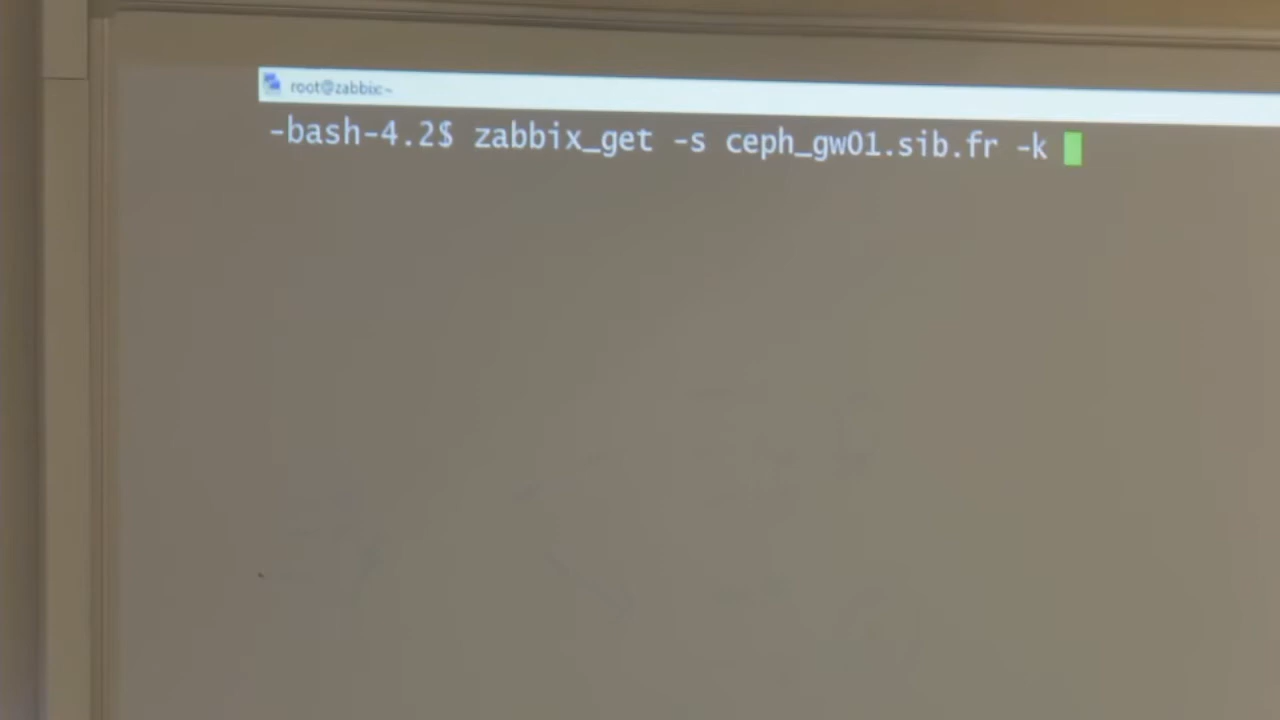 root@zabbix:~
-bash-4.2$ zabbix_get -s ceph_gw01.sib.fr -k